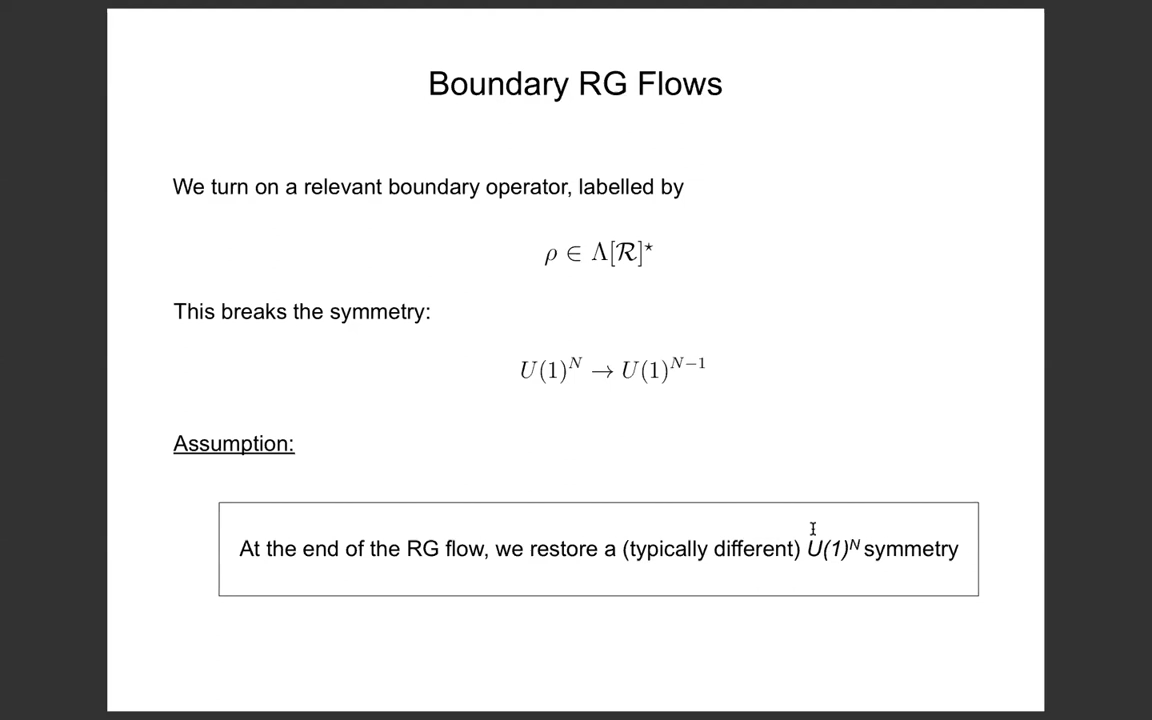 Boundary RG Flows
We turn on a relevant boundary operator, labelled by
ρ ∈ Λ[ℛ]⋆
This breaks the symmetry:
U(1)^N → U(1)^{N−1}
Assumption:
At the end of the RG flow, we restore a (typically different) U(1)^N symmetry